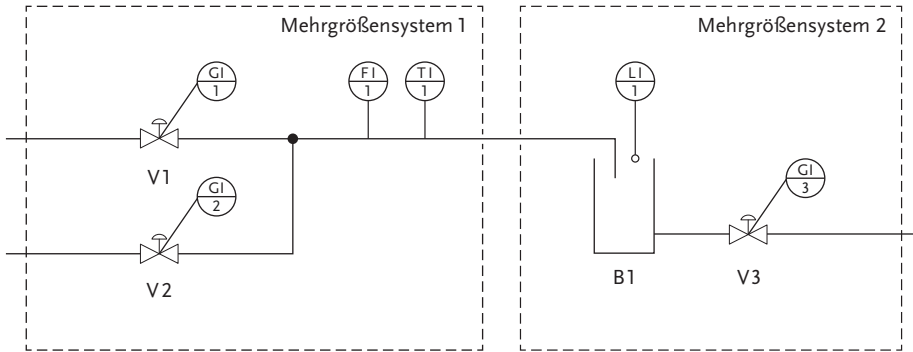 Mehrgrößensystem 1
Mehrgrößensystem 2
GI
1
FI
1
TI
1
LI
1
V1
GI
2
GI
3
V2
B1
V3